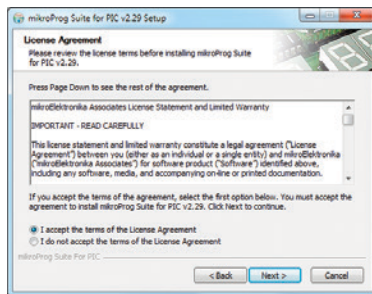 mikroProg Suite for PIC v2.29 Setup
License Agreement
Please review the license terms before installing mikroProg Suite
for PIC v2.29.
Press Page Down to see the rest of the agreement.
mikroElektronika Associates License Statement and Limited Warranty
IMPORTANT - READ CAREFULLY
This license statement and limited warranty constitute a legal agreement ("License
Agreement") between you (either as an individual or a single entity) and mikroElektronika
("mikroElektronika Associates") for software product ("Software") identified above,
including any software, media, and accompanying on-line or printed documentation.
If you accept the terms of the agreement, select the first option below. You must accept the
agreement to install mikroProg Suite for PIC v2.29. Click Next to continue.
I accept the terms of the License Agreement
I do not accept the terms of the License Agreement
mikroProg Suite For PIC
< Back
Next >
Cancel